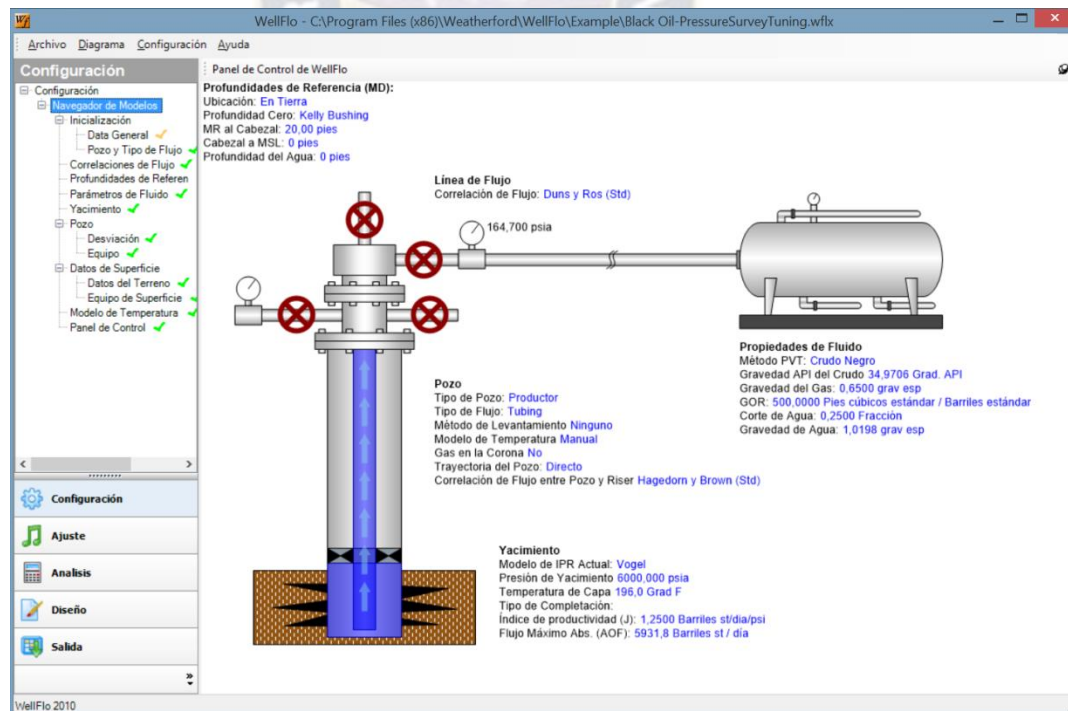 WellFlo - C:\Program Files (x86)\Weatherford\WellFlo\Example\Black Oil-PressureSurveyTuning.wflx
Archivo Diagrama Configuración Ayuda
Configuración
Configuración
Navegador de Modelos
Inicialización
Data General
Pozo y Tipo de Flujo
Correlaciones de Flujo
Profundidades de Referen
Parámetros de Fluido
Yacimiento
Pozo
Desviación
Equipo
Datos de Superficie
Datos del Terreno
Equipo de Superficie
Modelo de Temperatura
Panel de Control
Configuración
Ajuste
Analisis
Diseño
Salida
WellFlo 2010
Panel de Control de WellFlo
Profundidades de Referencia (MD):
Ubicación: En Tierra
Profundidad Cero: Kelly Bushing
MR al Cabezal: 20,00 pies
Cabezal a MSL: 0 pies
Profundidad del Agua: 0 pies
Línea de Flujo
Correlación de Flujo: Duns y Ros (Std)
164,700 psia
Propiedades de Fluido
Método PVT: Crudo Negro
Gravedad API del Crudo 34,9706 Grad. API
Gravedad del Gas: 0,6500 grav esp
GOR: 500,0000 Pies cúbicos estándar / Barriles estándar
Corte de Agua: 0,2500 Fracción
Gravedad de Agua: 1,0198 grav esp
Pozo
Tipo de Pozo: Productor
Tipo de Flujo: Tubing
Método de Levantamiento Ninguno
Modelo de Temperatura Manual
Gas en la Corona No
Trayectoria del Pozo: Directo
Correlación de Flujo entre Pozo y Riser Hagedorn y Brown (Std)
Yacimiento
Modelo de IPR Actual: Vogel
Presión de Yacimiento 6000,000 psia
Temperatura de Capa 196,0 Grad F
Tipo de Completación:
Índice de productividad (J): 1,2500 Barriles st/dia/psi
Flujo Máximo Abs. (AOF): 5931,8 Barriles st / día